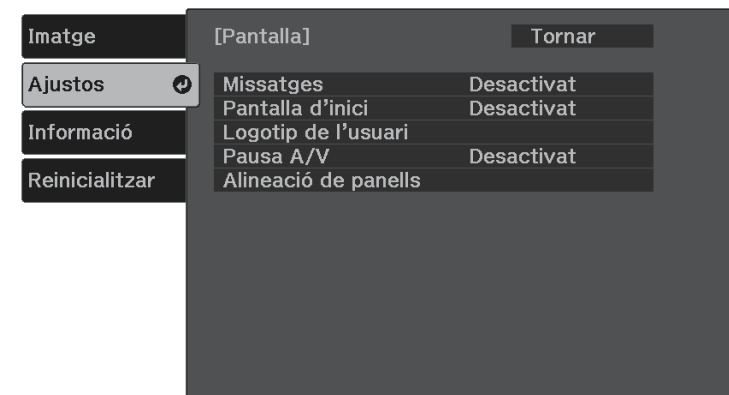 Imatge
Ajustos
Informació
Reinicialitzar
[Pantalla] Tornar
Missatges Desactivat
Pantalla d’inici Desactivat
Logotip de l’usuari
Pausa A/V Desactivat
Alineació de panells